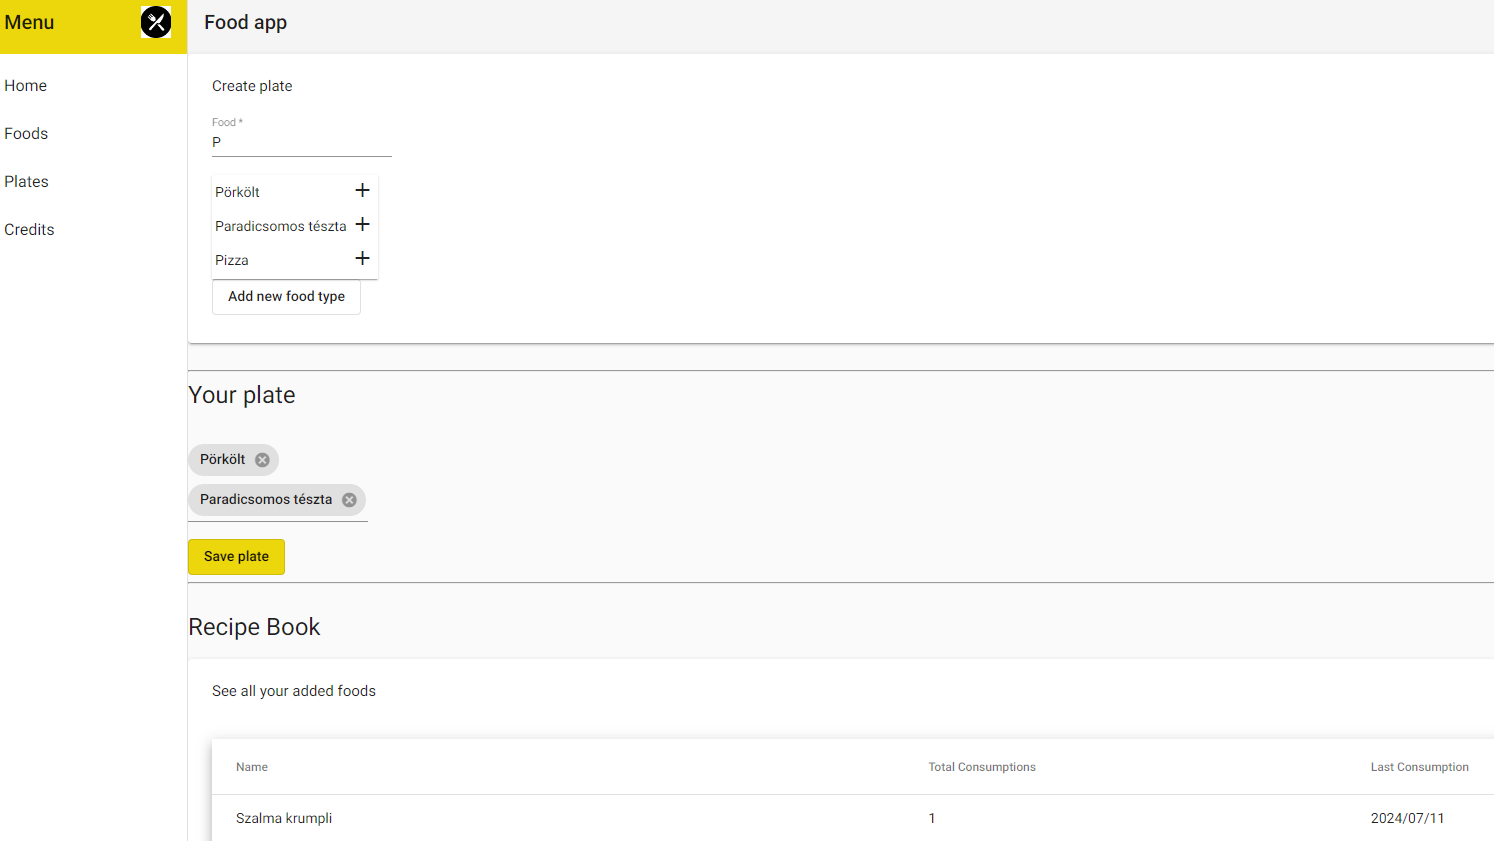 Menu
Food app
Home
Foods
Plates
Credits
Create plate
Food *
P
Pörkölt
Paradicsomos tészta
Pizza
Add new food type
Your plate
Pörkölt
Paradicsomos tészta
Save plate
Recipe Book
See all your added foods
Name Total Consumptions Last Consumption
Szalma krumpli 1 2024/07/11